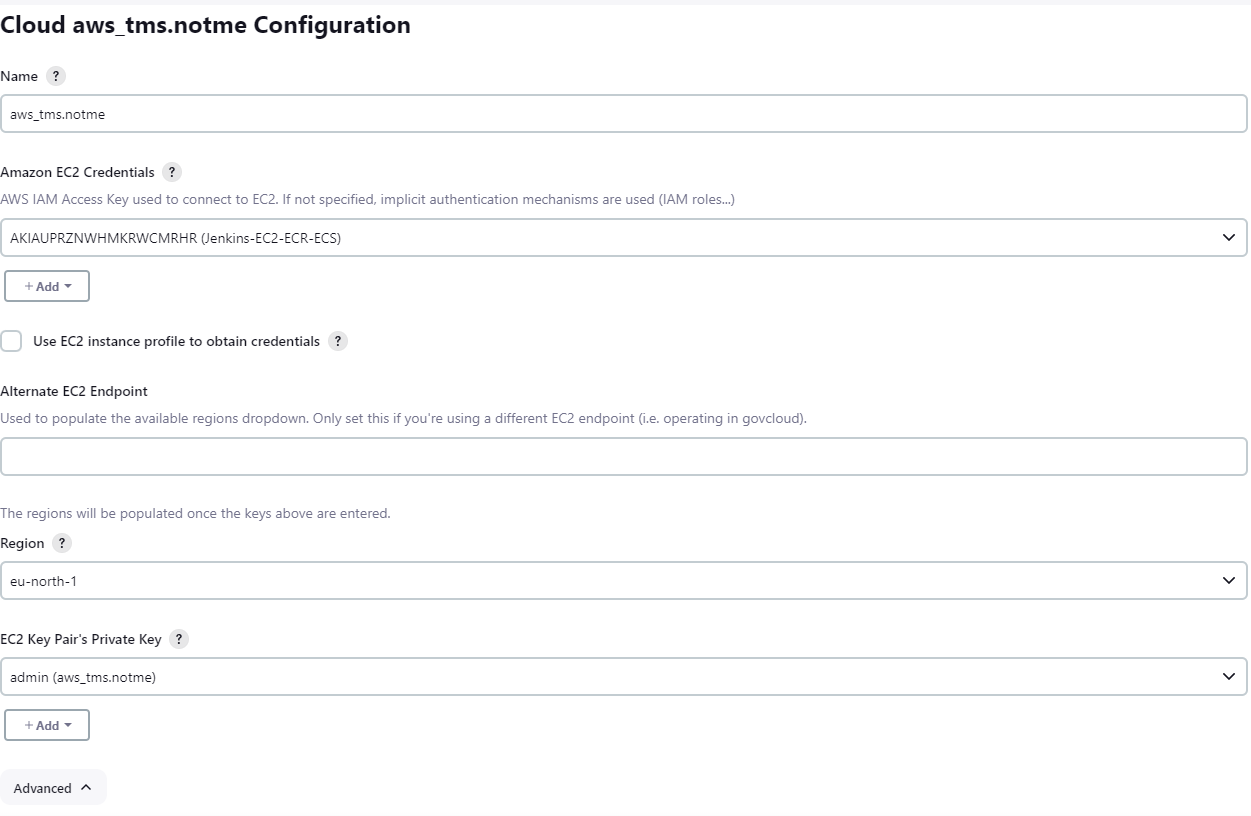 Cloud aws_tms.notme Configuration
Name ?
aws_tms.notme
Amazon EC2 Credentials ?
AWS IAM Access Key used to connect to EC2. If not specified, implicit authentication mechanisms are used (IAM roles...)
AKIAUPRZNWHMKRWCMRHR (Jenkins-EC2-ECR-ECS)
+ Add
Use EC2 instance profile to obtain credentials ?
Alternate EC2 Endpoint
Used to populate the available regions dropdown. Only set this if you're using a different EC2 endpoint (i.e. operating in govcloud).
The regions will be populated once the keys above are entered.
Region ?
eu-north-1
EC2 Key Pair's Private Key ?
admin (aws_tms.notme)
+ Add
Advanced